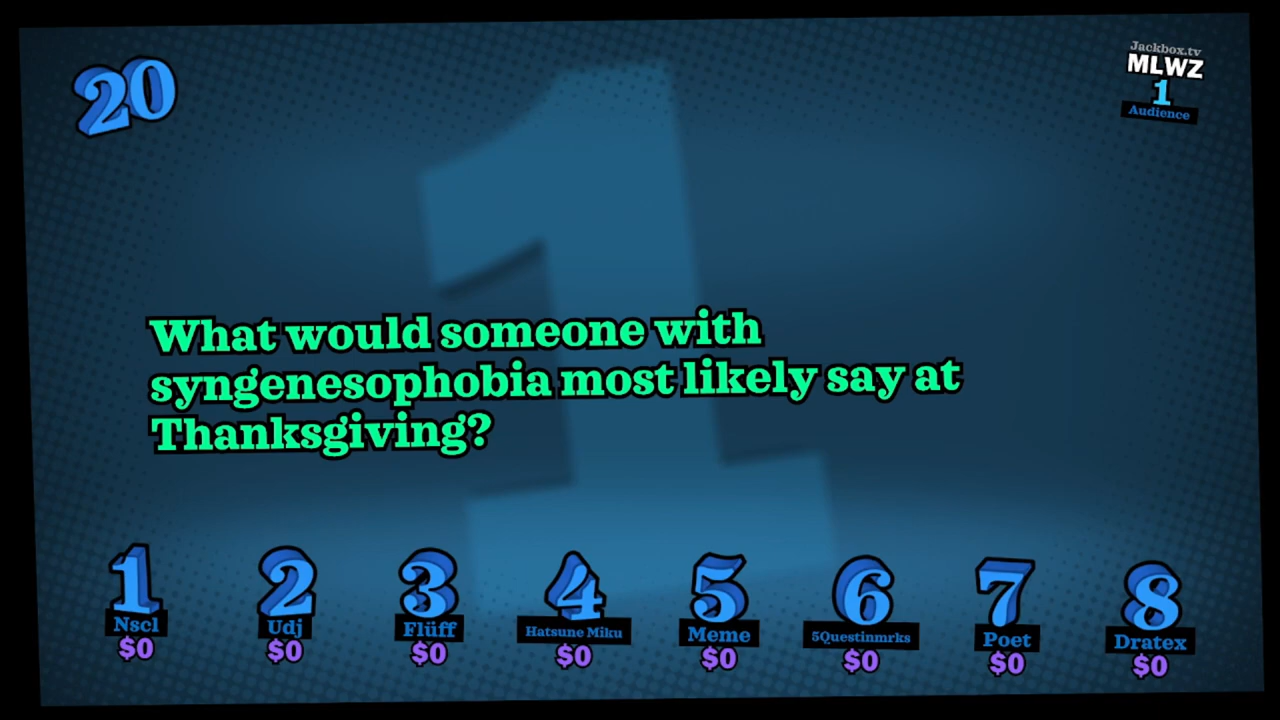 20
Jackbox.tv
MLWZ
1
Audience
1
What would someone with
syngenesophobia most likely say at
Thanksgiving?
1 2 3 4 5 6 7 8
Nscl Udj Flüff Hatsune Miku Meme 5Questinmrks Poet Dratex
$0 $0 $0 $0 $0 $0 $0 $0